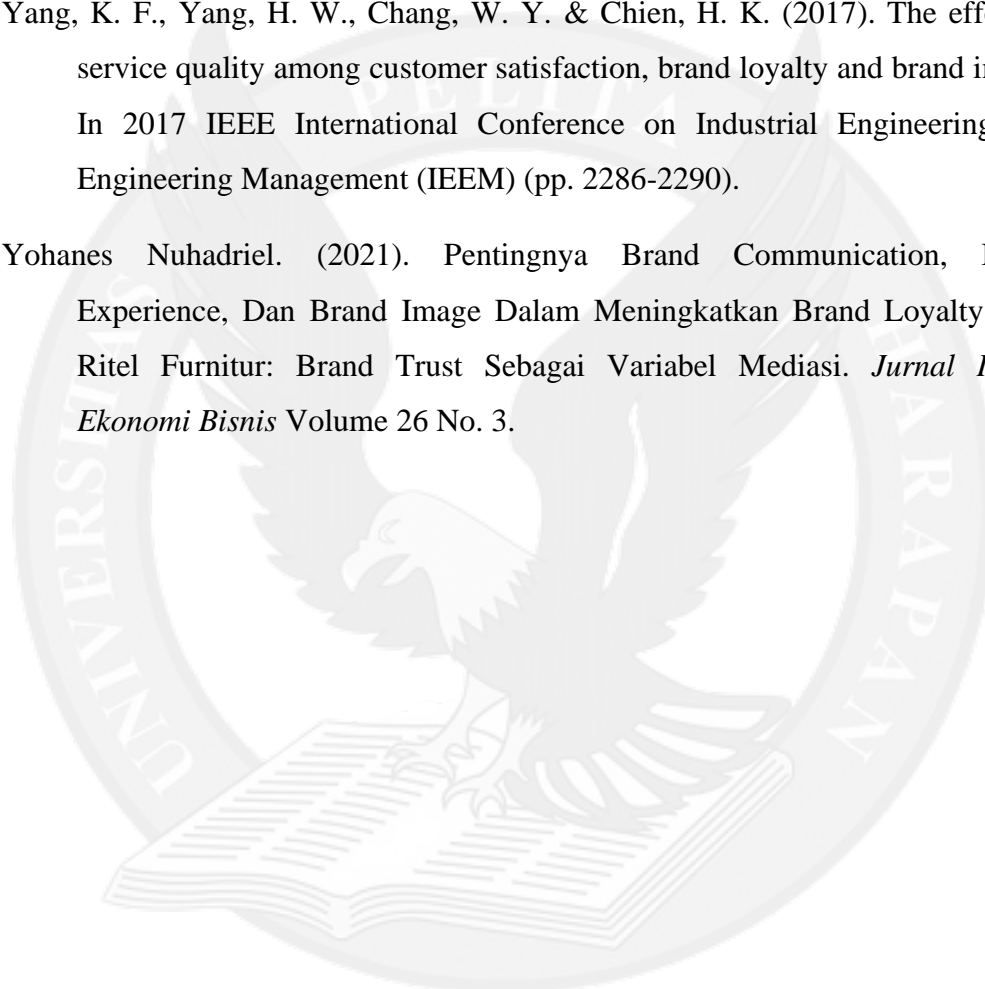 Yang, K. F., Yang, H. W., Chang, W. Y. & Chien, H. K. (2017). The
service quality among customer satisfaction, brand loyalty and brand
In 2017 IEEE International Conference on Industrial Engineering
Engineering Management (IEEM) (pp. 2286-2290).
Yohanes Nuhadriel. (2021). Pentingnya Brand Communication,
Experience, Dan Brand Image Dalam Meningkatkan Brand Loyalty
Ritel Furnitur: Brand Trust Sebagai Variabel Mediasi. Jurnal
Ekonomi Bisnis Volume 26 No. 3.
UNIVERSITAS PELITA HARAPAN